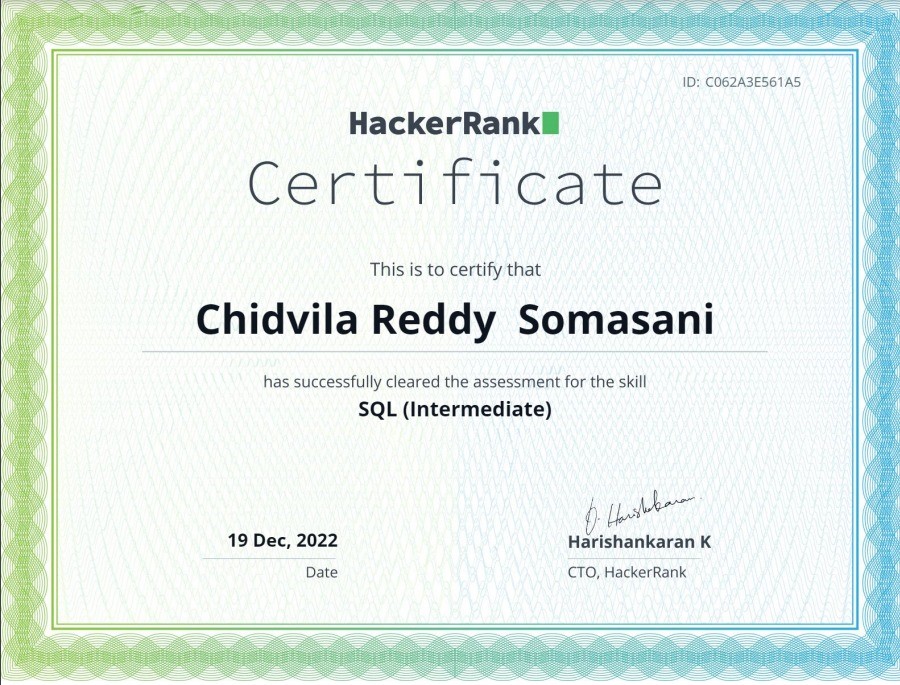 ID: C062A3E561A5
HackerRank
Certificate
This is to certify that
Chidvila Reddy Somasani
has successfully cleared the assessment for the skill
SQL (Intermediate)
H. Harishankaran
19 Dec, 2022
Harishankaran K
Date
CTO, HackerRank